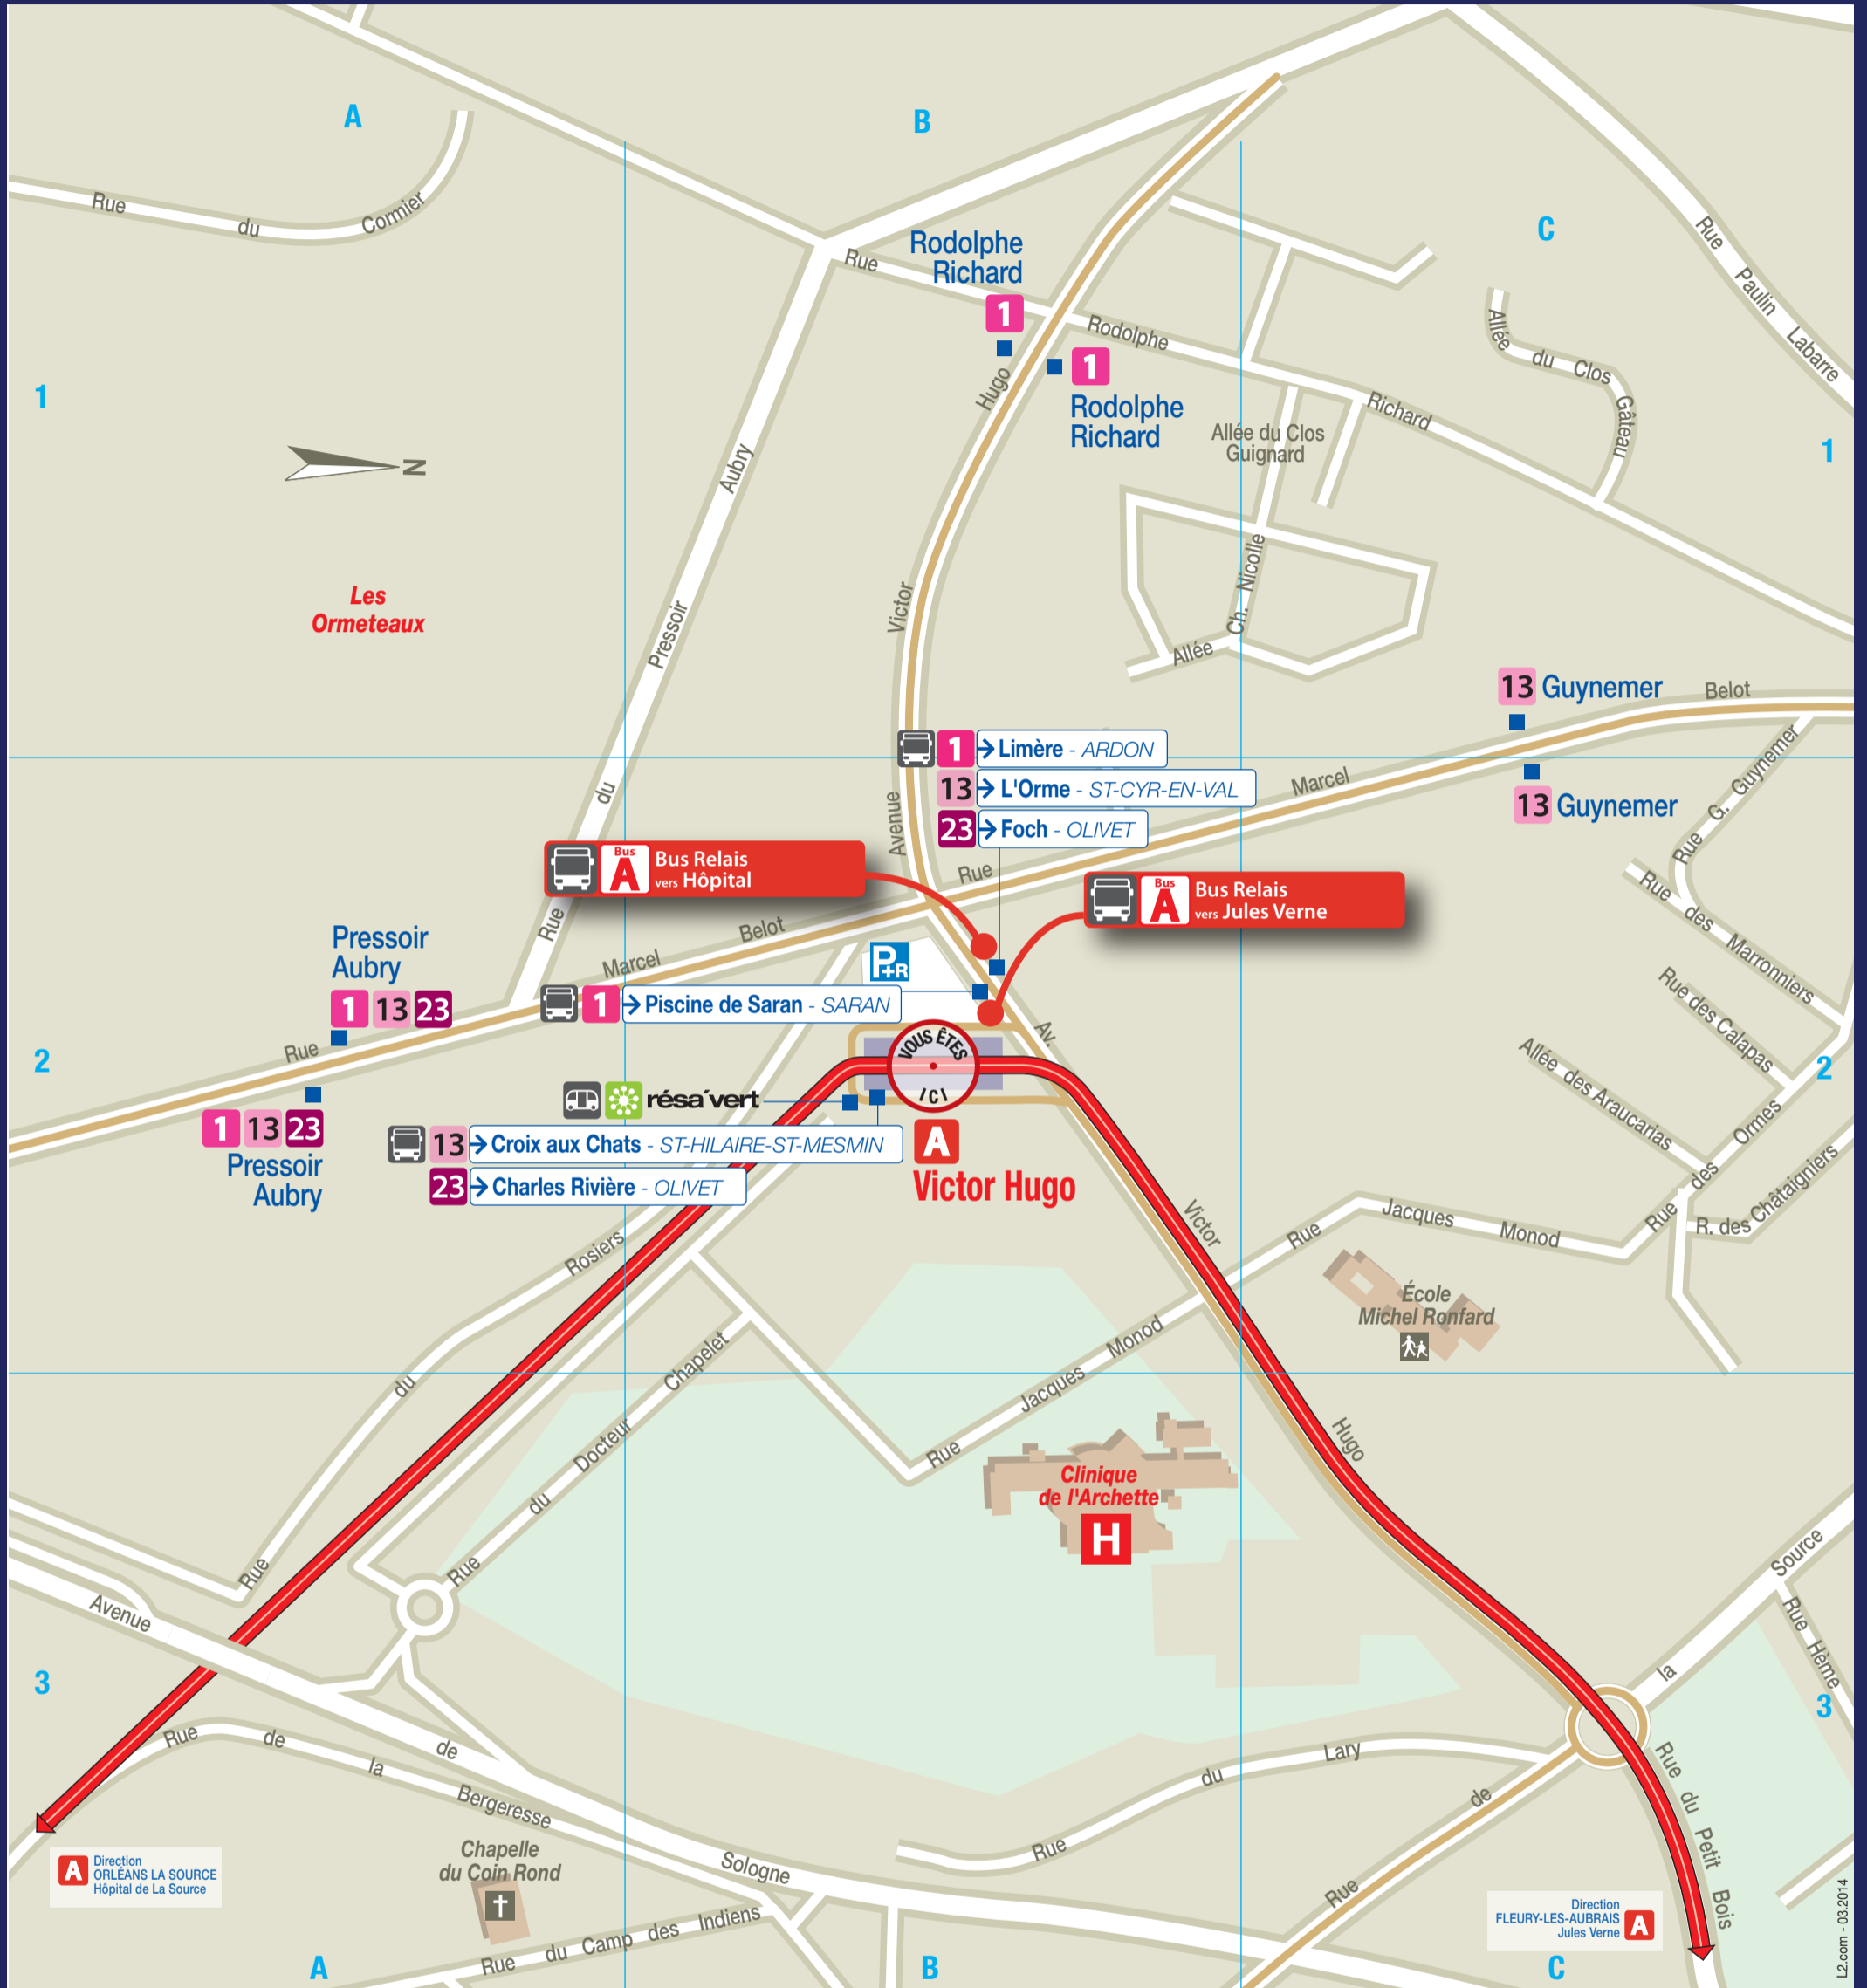 A
B
C
Rue du Cormier
Rue Paulin Labarre
Rodolphe
Richard
1
Rue Rodolphe Richard
1
Rodolphe
Richard
Allée du Clos Gâteau
1
1
Allée du Clos
Guignard
N
Les
Ormeteaux
Rue du Pressoir Aubry
Avenue Victor Hugo
Allée Ch. Nicolle
13 Guynemer
13 Guynemer
Rue Marcel Belot
Rue G. Guynemer
1 Limère - ARDON
13 L'Orme - ST-CYR-EN-VAL
23 Foch - OLIVET
Bus
A
Bus Relais
vers Hôpital
Bus
A
Bus Relais
vers Jules Verne
Rue des Marronniers
Rue des Calapas
Allée des Araucarias
Rue des Ormes
R. des Châtaigniers
Pressoir
Aubry
1 13 23
Rue Marcel Belot
P+R
1 Piscine de Saran - SARAN
2
2
1 13 23
Pressoir
Aubry
VOUS ÊTES
ICI
résa'vert
13 Croix aux Chats - ST-HILAIRE-ST-MESMIN
23 Charles Rivière - OLIVET
A
Victor Hugo
Av. Victor Hugo
Rue Jacques Monod
École
Michel Ronfard
Rue du Rosiers
Rue du Docteur Chapelet
Rue Jacques Monod
Clinique
de l'Archette
H
Avenue de Sologne
3
3
Rue de la Bergeresse
Rue de la Source
Rue Hème
Rue du Lary
Rue du Petit Bois
A
Direction
ORLÉANS LA SOURCE
Hôpital de La Source
Chapelle
du Coin Rond
Rue du Camp des Indiens
Direction
FLEURY-LES-AUBRAIS
Jules Verne
A
A
B
C
L2.com - 03.2014